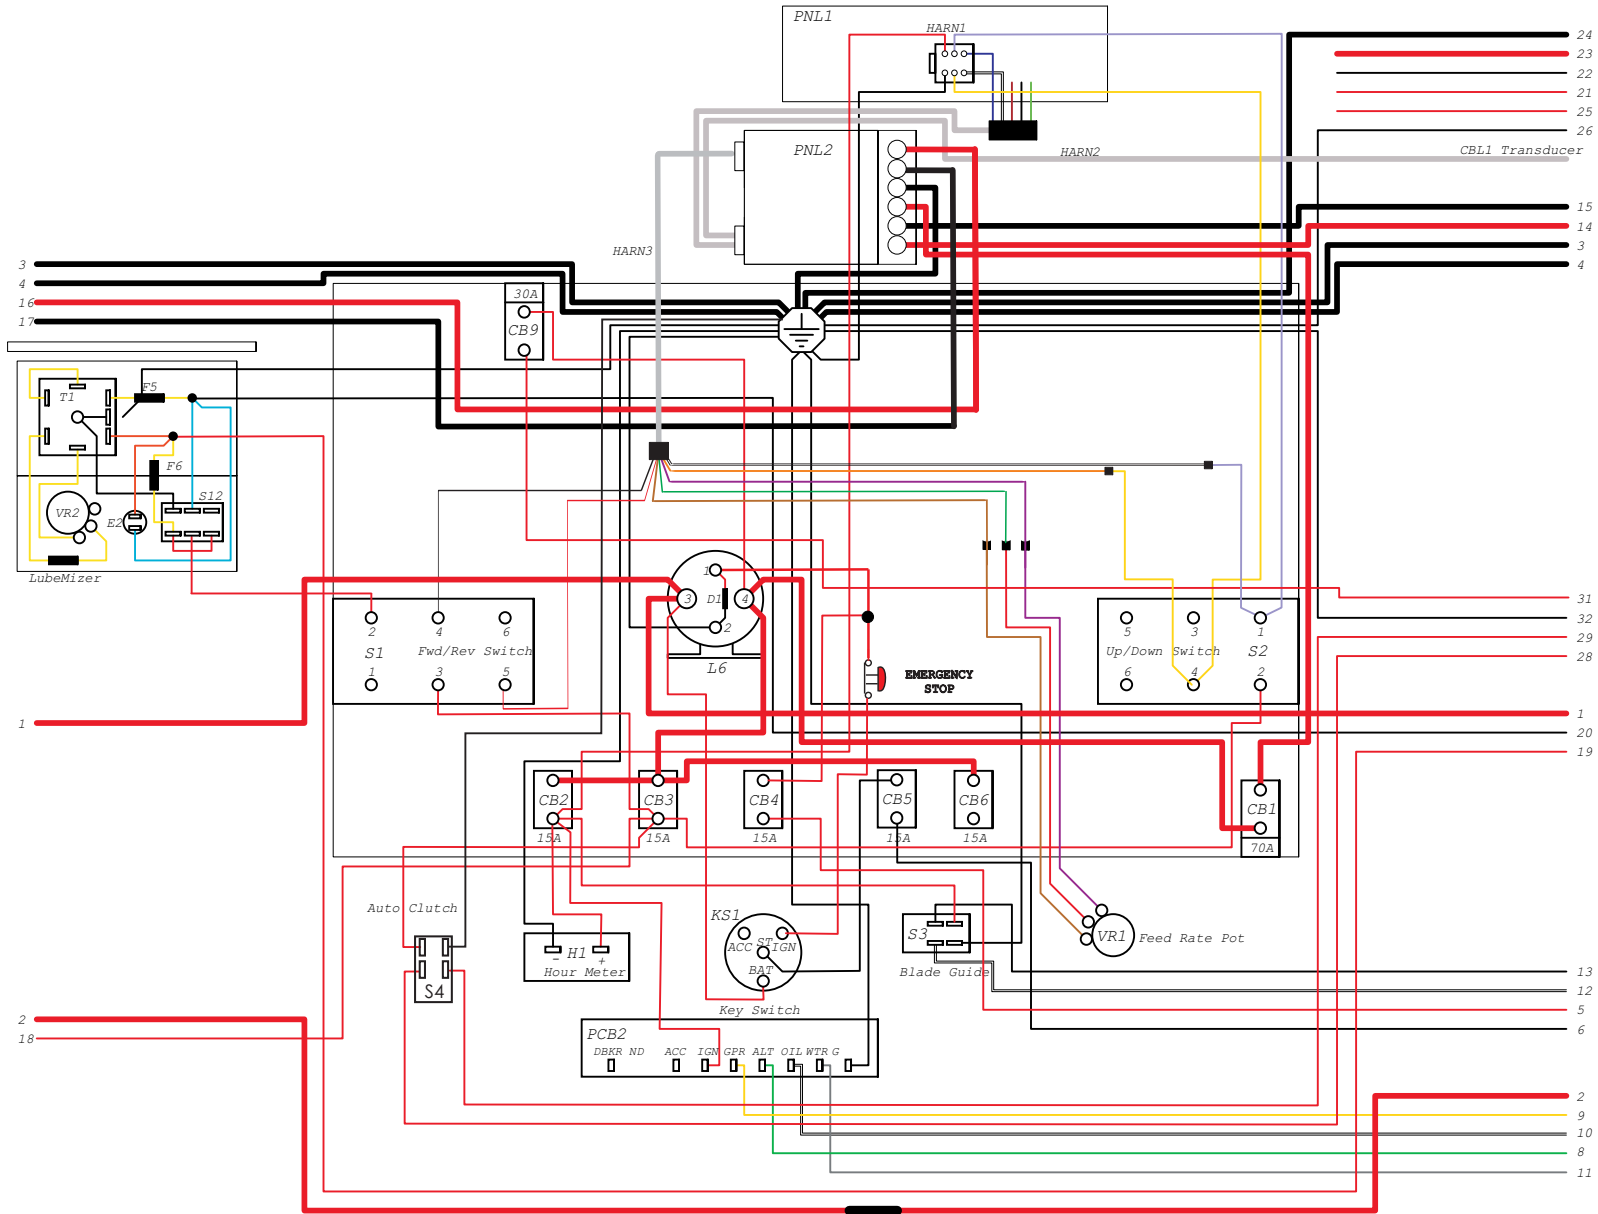 PNL1
HARN1
24
23
22
21
25
26
PNL2
HARN2
CBL1 Transducer
15
14
3
4
HARN3
3
4
16
17
30A
CB9
T1
F5
F6
S12
VR2
E2
LubeMizer
1
3
D1
4
2
L6
31
32
29
28
2
4
6
S1
Fwd/Rev Switch
1
3
5
EMERGENCY
STOP
5
3
1
Up/Down Switch
S2
6
4
2
1
1
20
19
CB2
CB3
CB4
CB5
CB6
CB1
15A
15A
15A
15A
15A
70A
Auto Clutch
S4
H1
- +
Hour Meter
KS1
ACC
ST
IGN
BAT
Key Switch
S3
Blade Guide
VR1
Feed Rate Pot
13
12
5
6
2
18
PCB2
DBKR ND ACC IGN GPR ALT OIL WTR G
2
9
10
8
11